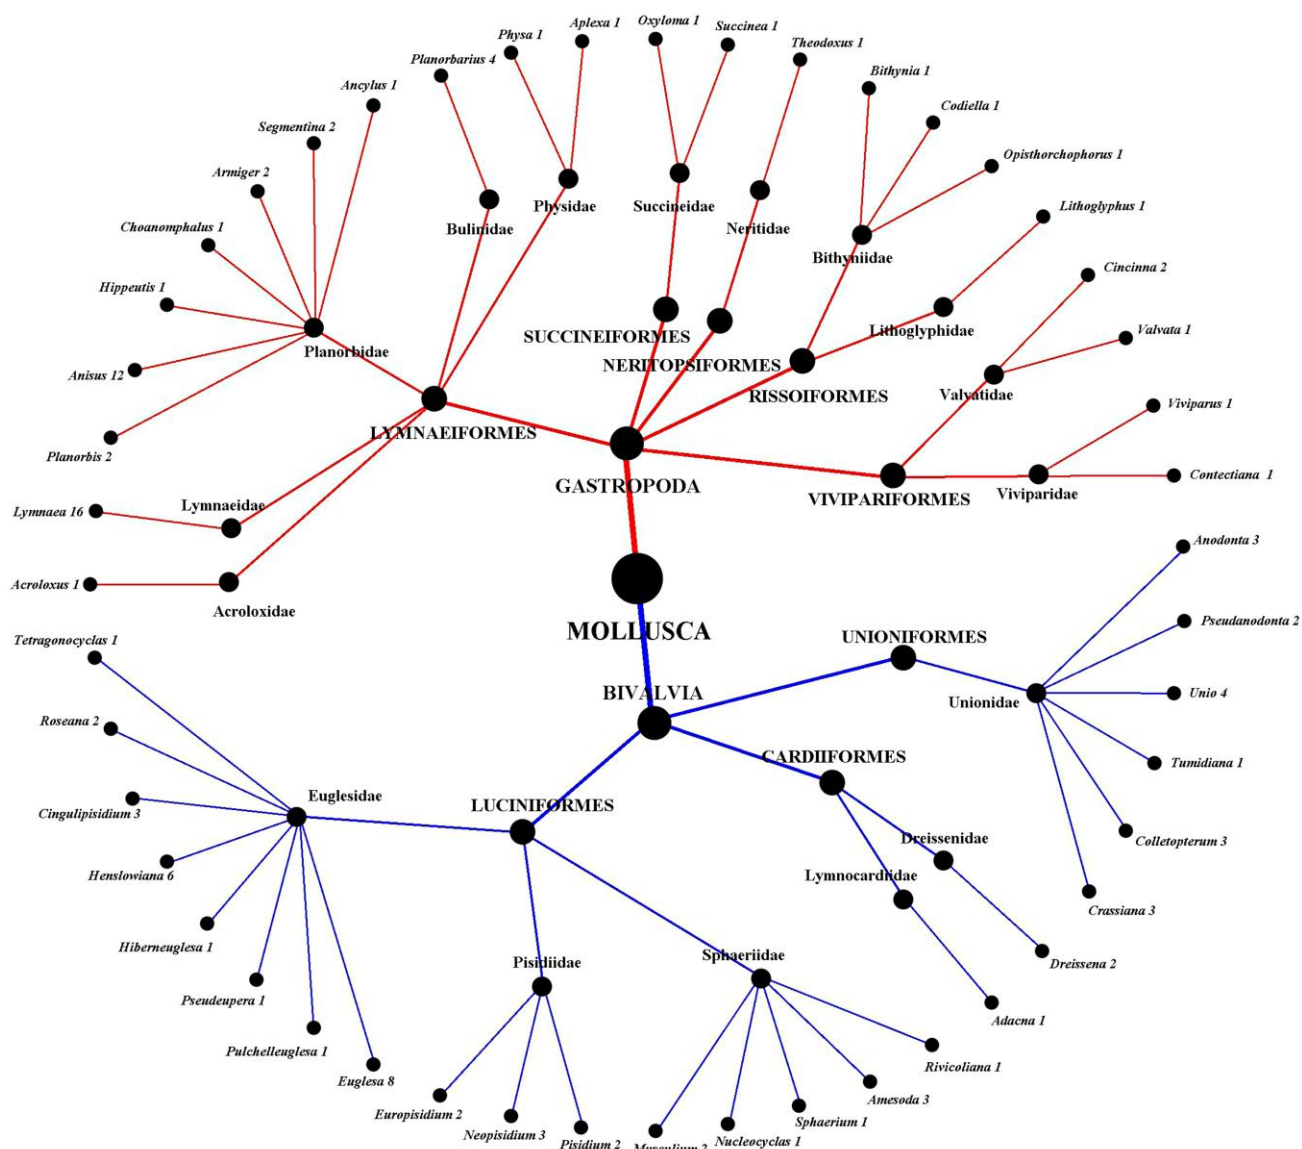 Oxyloma 1
Succinea 1
Aplexa 1
Physa 1
Theodoxus 1
Planorbarius 4
Bithynia 1
Ancylus 1
Codiella 1
Segmentina 2
Opisthorchophorus 1
Armiger 2
Physidae
Succineidae
Lithoglyphus 1
Choanomphalus 1
Bulinidae
Neritidae
Bithyniidae
Cincinna 2
Hippeutis 1
SUCCINEIFORMES
Lithoglyphidae
Valvata 1
Planorbidae
NERITOPSIFORMES
Anisus 12
RISSOIFORMES
Valvatidae
Viviparus 1
LYMNAEIFORMES
Planorbis 2
GASTROPODA
VIVIPARIFORMES
Viviparidae
Contectiana 1
Lymnaeidae
Lymnaea 16
Anodonta 3
Acroloxus 1
Acroloxidae
MOLLUSCA
UNIONIFORMES
Pseudanodonta 2
Tetragonocyclas 1
BIVALVIA
Unionidae
Unio 4
Roseana 2
CARDIIFORMES
Tumidiana 1
Euglesidae
LUCINIFORMES
Cingulipisidium 3
Dreissenidae
Colletopterum 3
Henslowiana 6
Lymnocardiidae
Crassiana 3
Hiberneuglesa 1
Pisidiidae
Sphaeriidae
Dreissena 2
Pseudeupera 1
Adacna 1
Pulchelleuglesa 1
Rivicoliana 1
Euglesa 8
Amesoda 3
Europisidium 2
Sphaerium 1
Neopisidium 3
Nucleocyclas 1
Pisidium 2
Musculium 2